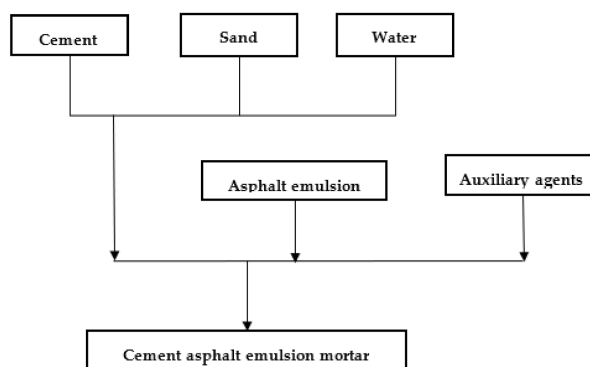 Cement
Sand
Water
Asphalt emulsion
Auxiliary agents
Cement asphalt emulsion mortar